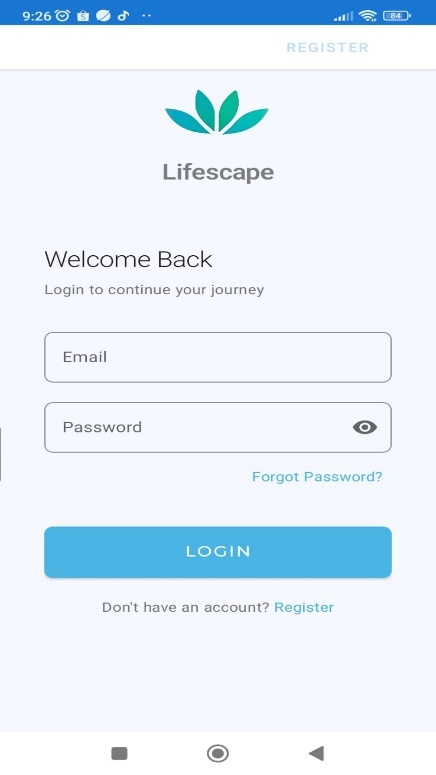 9:26
84
REGISTER
Lifescape
Welcome Back
Login to continue your journey
Email
Password
Forgot Password?
LOGIN
Don't have an account? Register